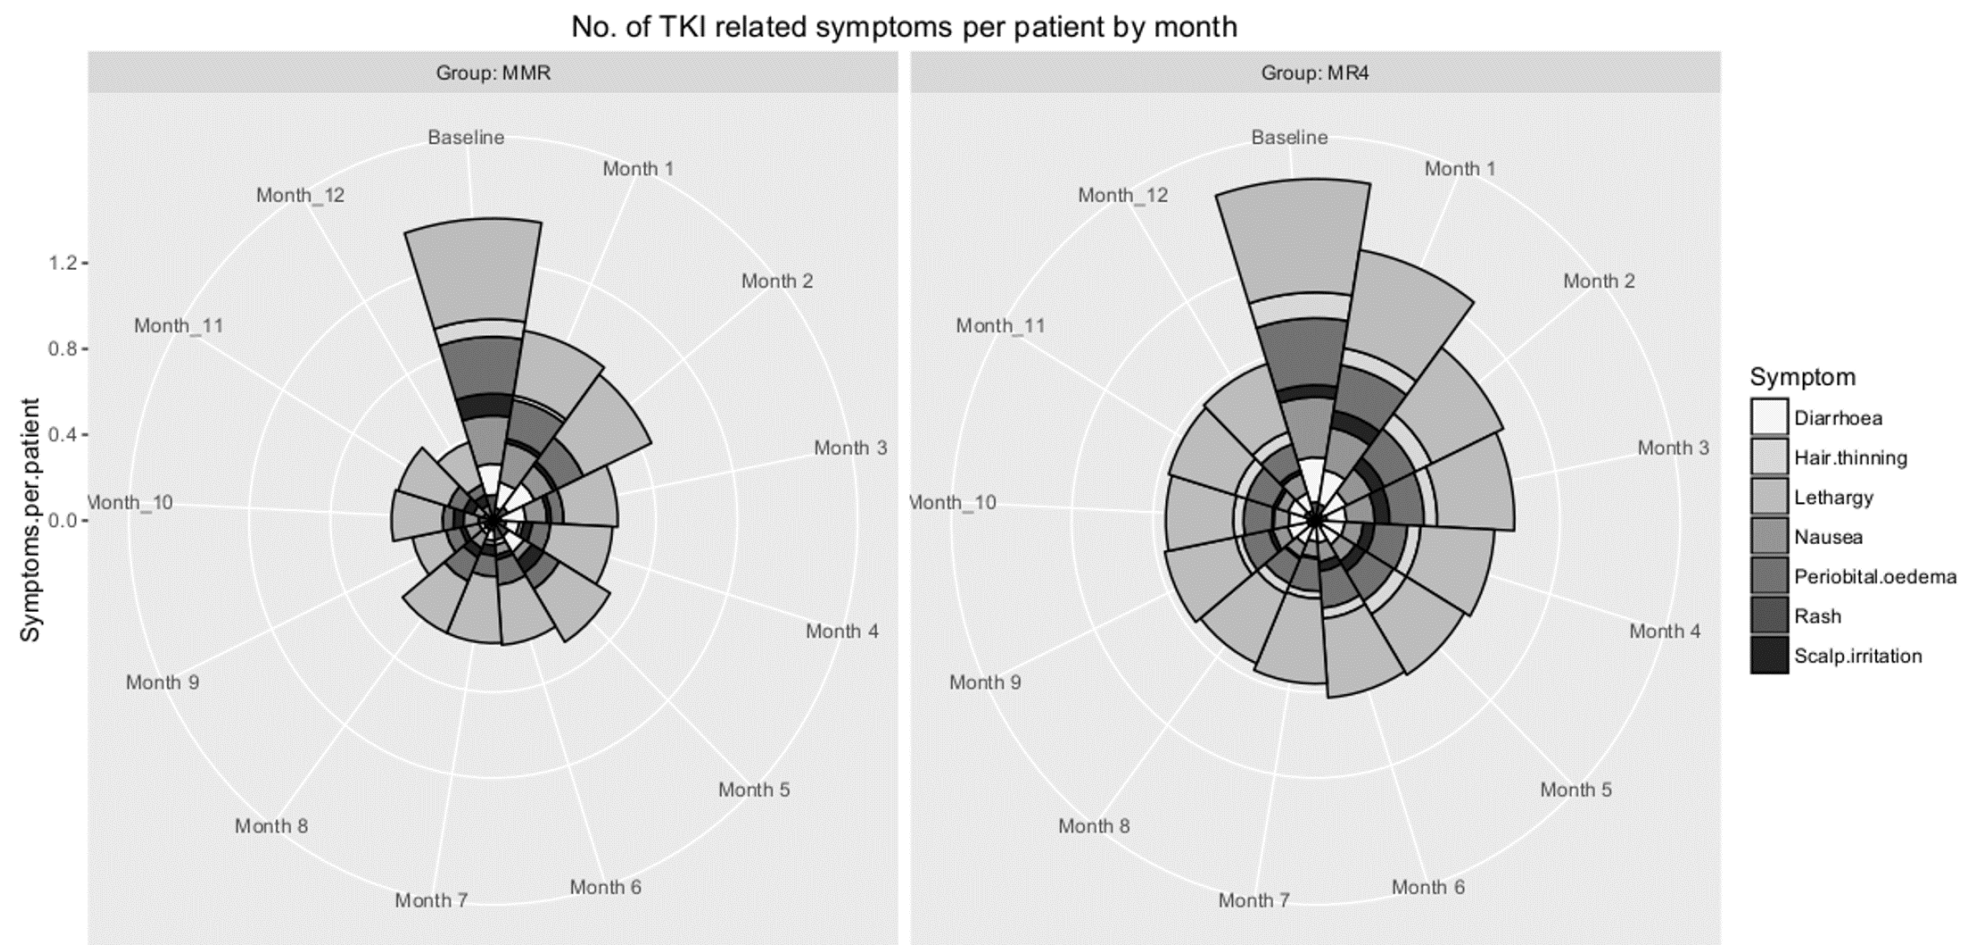 No. of TKI related symptoms per patient by month
Group: MMR
Group: MR4
Symptoms.per.patient
1.2
0.8
0.4
0.0
Baseline
Month 1
Month 2
Month 3
Month 4
Month 5
Month 6
Month 7
Month 8
Month 9
Month_10
Month_11
Month_12
Baseline
Month 1
Month 2
Month 3
Month 4
Month 5
Month 6
Month 7
Month 8
Month 9
Month_10
Month_11
Month_12
Symptom
Diarrhoea
Hair.thinning
Lethargy
Nausea
Periobital.oedema
Rash
Scalp.irritation